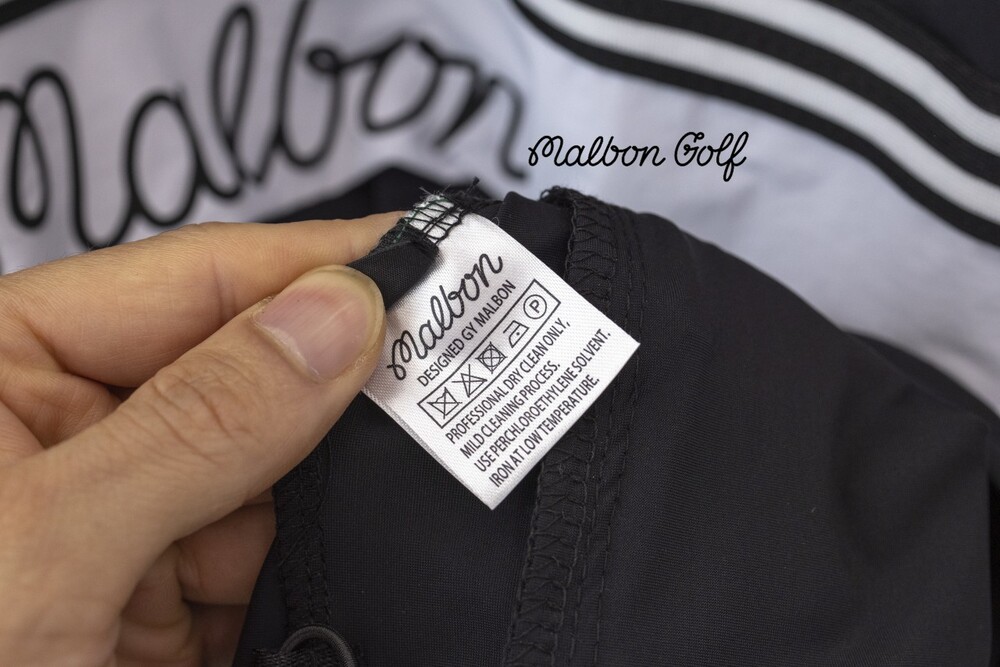 Malbon
Malbon Golf
Malbon
DESIGNED GY MALBON
P
PROFESSIONAL DRY CLEAN ONLY,
MILD CLEANING PROCESS.
USE PERCHLOROETHYLENE SOLVENT.
IRON AT LOW TEMPERATURE.